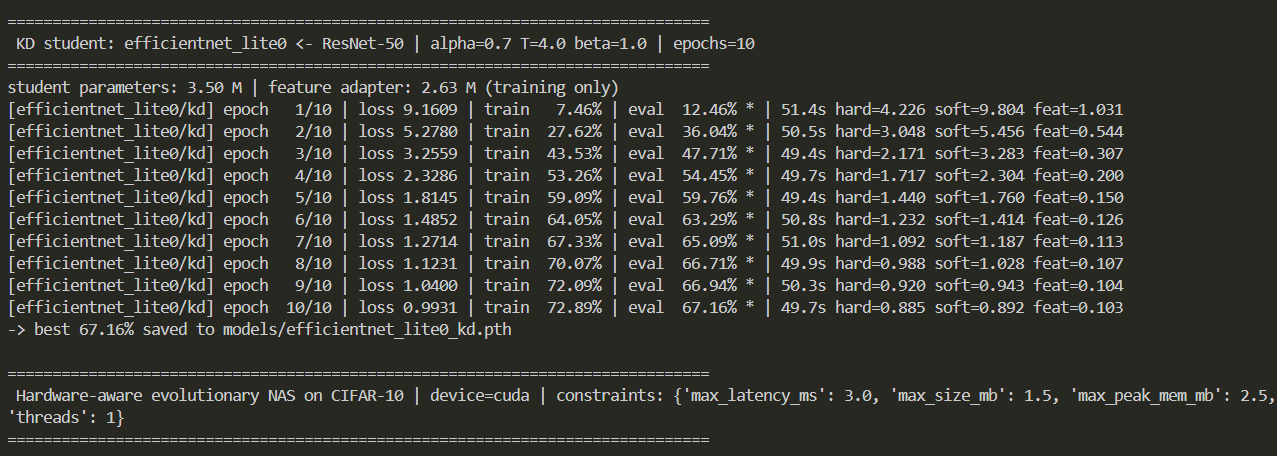 ================================================================================
 KD student: efficientnet_lite0 <- ResNet-50 | alpha=0.7 T=4.0 beta=1.0 | epochs=10
================================================================================
student parameters: 3.50 M | feature adapter: 2.63 M (training only)
[efficientnet_lite0/kd] epoch   1/10 | loss 9.1609 | train   7.46% | eval  12.46% * | 51.4s hard=4.226 soft=9.804 feat=1.031
[efficientnet_lite0/kd] epoch   2/10 | loss 5.2780 | train  27.62% | eval  36.04% * | 50.5s hard=3.048 soft=5.456 feat=0.544
[efficientnet_lite0/kd] epoch   3/10 | loss 3.2559 | train  43.53% | eval  47.71% * | 49.4s hard=2.171 soft=3.283 feat=0.307
[efficientnet_lite0/kd] epoch   4/10 | loss 2.3286 | train  53.26% | eval  54.45% * | 49.7s hard=1.717 soft=2.304 feat=0.200
[efficientnet_lite0/kd] epoch   5/10 | loss 1.8145 | train  59.09% | eval  59.76% * | 49.4s hard=1.440 soft=1.760 feat=0.150
[efficientnet_lite0/kd] epoch   6/10 | loss 1.4852 | train  64.05% | eval  63.29% * | 50.8s hard=1.232 soft=1.414 feat=0.126
[efficientnet_lite0/kd] epoch   7/10 | loss 1.2714 | train  67.33% | eval  65.09% * | 51.0s hard=1.092 soft=1.187 feat=0.113
[efficientnet_lite0/kd] epoch   8/10 | loss 1.1231 | train  70.07% | eval  66.71% * | 49.9s hard=0.988 soft=1.028 feat=0.107
[efficientnet_lite0/kd] epoch   9/10 | loss 1.0400 | train  72.09% | eval  66.94% * | 50.3s hard=0.920 soft=0.943 feat=0.104
[efficientnet_lite0/kd] epoch  10/10 | loss 0.9931 | train  72.89% | eval  67.16% * | 49.7s hard=0.885 soft=0.892 feat=0.103
-> best 67.16% saved to models/efficientnet_lite0_kd.pth
================================================================================
 Hardware-aware evolutionary NAS on CIFAR-10 | device=cuda | constraints: {'max_latency_ms': 3.0, 'max_size_mb': 1.5, 'max_peak_mem_mb': 2.5,
'threads': 1}
================================================================================